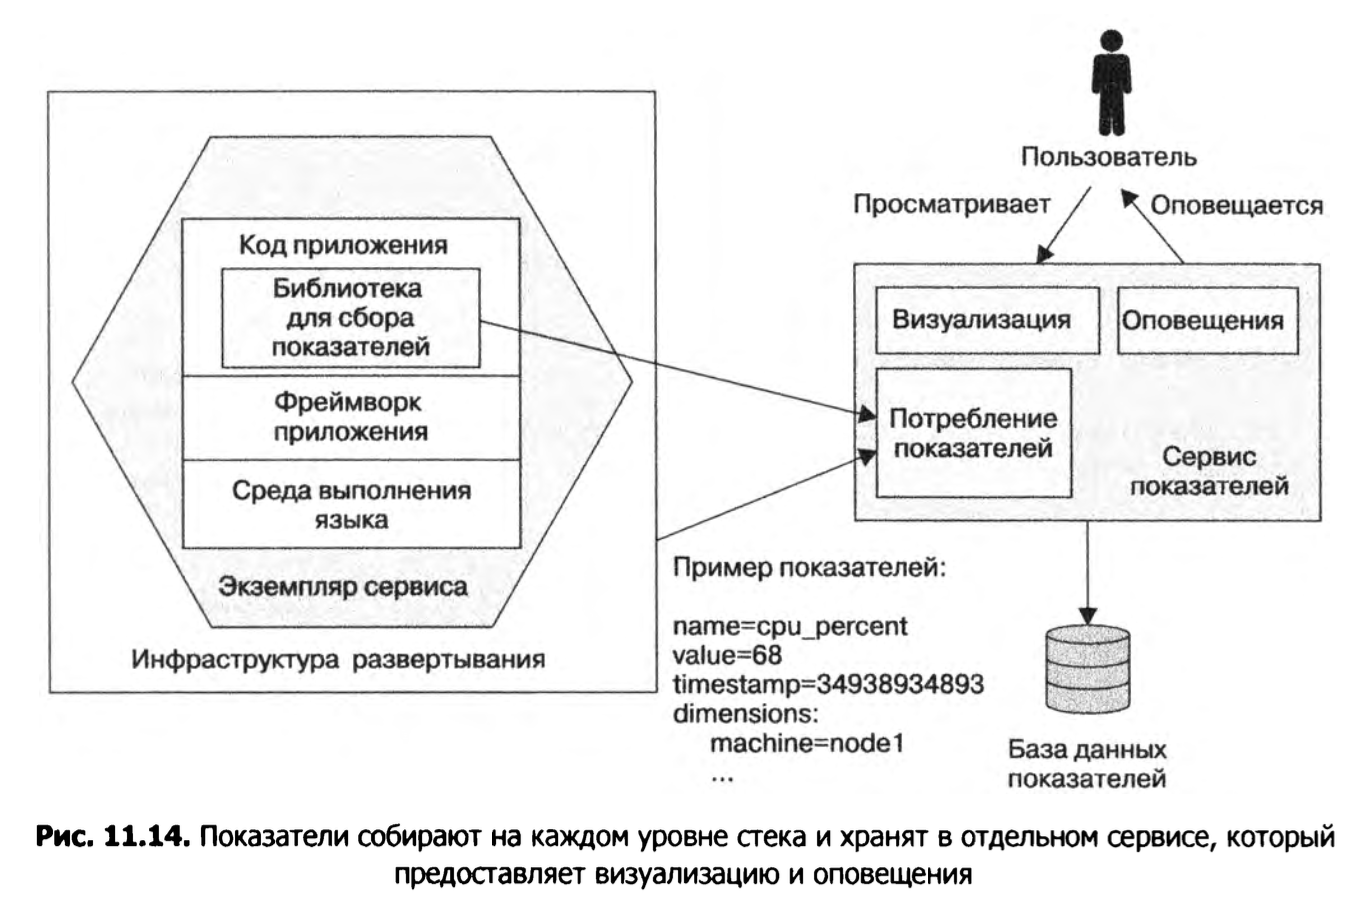 Пользователь
Просматривает
Оповещается
Код приложения
Библиотека
для сбора
показателей
Фреймворк
приложения
Среда выполнения
языка
Экземпляр сервиса
Инфраструктура развертывания
Визуализация
Оповещения
Потребление
показателей
Сервис
показателей
Пример показателей:
name=cpu_percent
value=68
timestamp=34938934893
dimensions:
machine=node1
...
База данных
показателей
Рис. 11.14. Показатели собирают на каждом уровне стека и хранят в отдельном сервисе, который
предоставляет визуализацию и оповещения